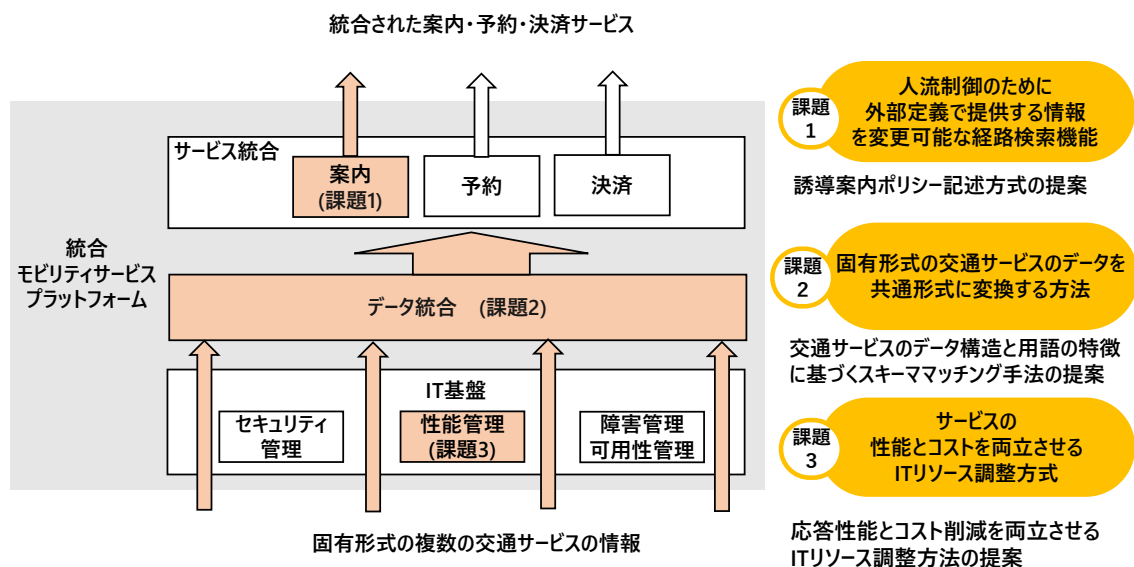 統合された案内・予約・決済サービス
サービス統合
案内
(課題1)
予約
決済
統合
モビリティサービス
プラットフォーム
データ統合 (課題2)
IT基盤
セキュリティ
管理
性能管理
(課題3)
障害管理
可用性管理
固有形式の複数の交通サービスの情報
課題
1
人流制御のために
外部定義で提供する情報
を変更可能な経路検索機能
誘導案内ポリシー記述方式の提案
課題
2
固有形式の交通サービスのデータを
共通形式に変換する方法
交通サービスのデータ構造と用語の特徴
に基づくスキーママッチング手法の提案
課題
3
サービスの
性能とコストを両立させる
ITリソース調整方式
応答性能とコスト削減を両立させる
ITリソース調整方法の提案